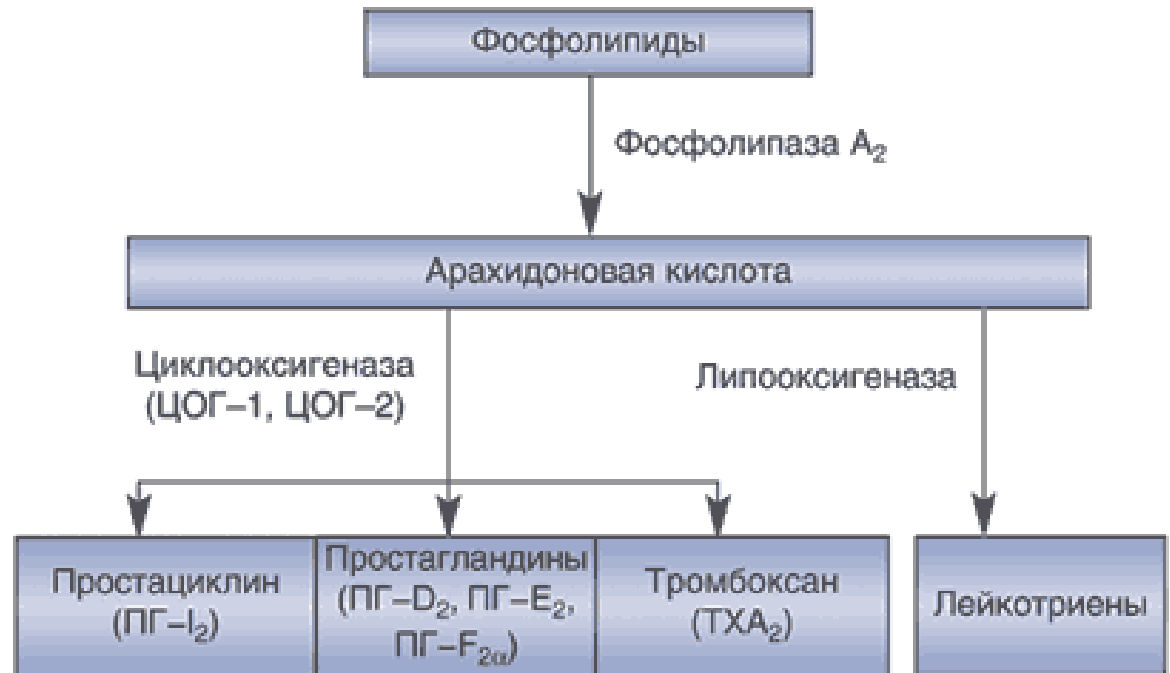 Фосфолипиды
Фосфолипаза A₂
Арахидоновая кислота
Циклооксигеназа
(ЦОГ–1, ЦОГ–2)
Липооксигеназа
Простациклин
(ПГ–I₂)
Простагландины
(ПГ–D₂, ПГ–E₂,
ПГ–F₂α)
Тромбоксан
(TXA₂)
Лейкотриены